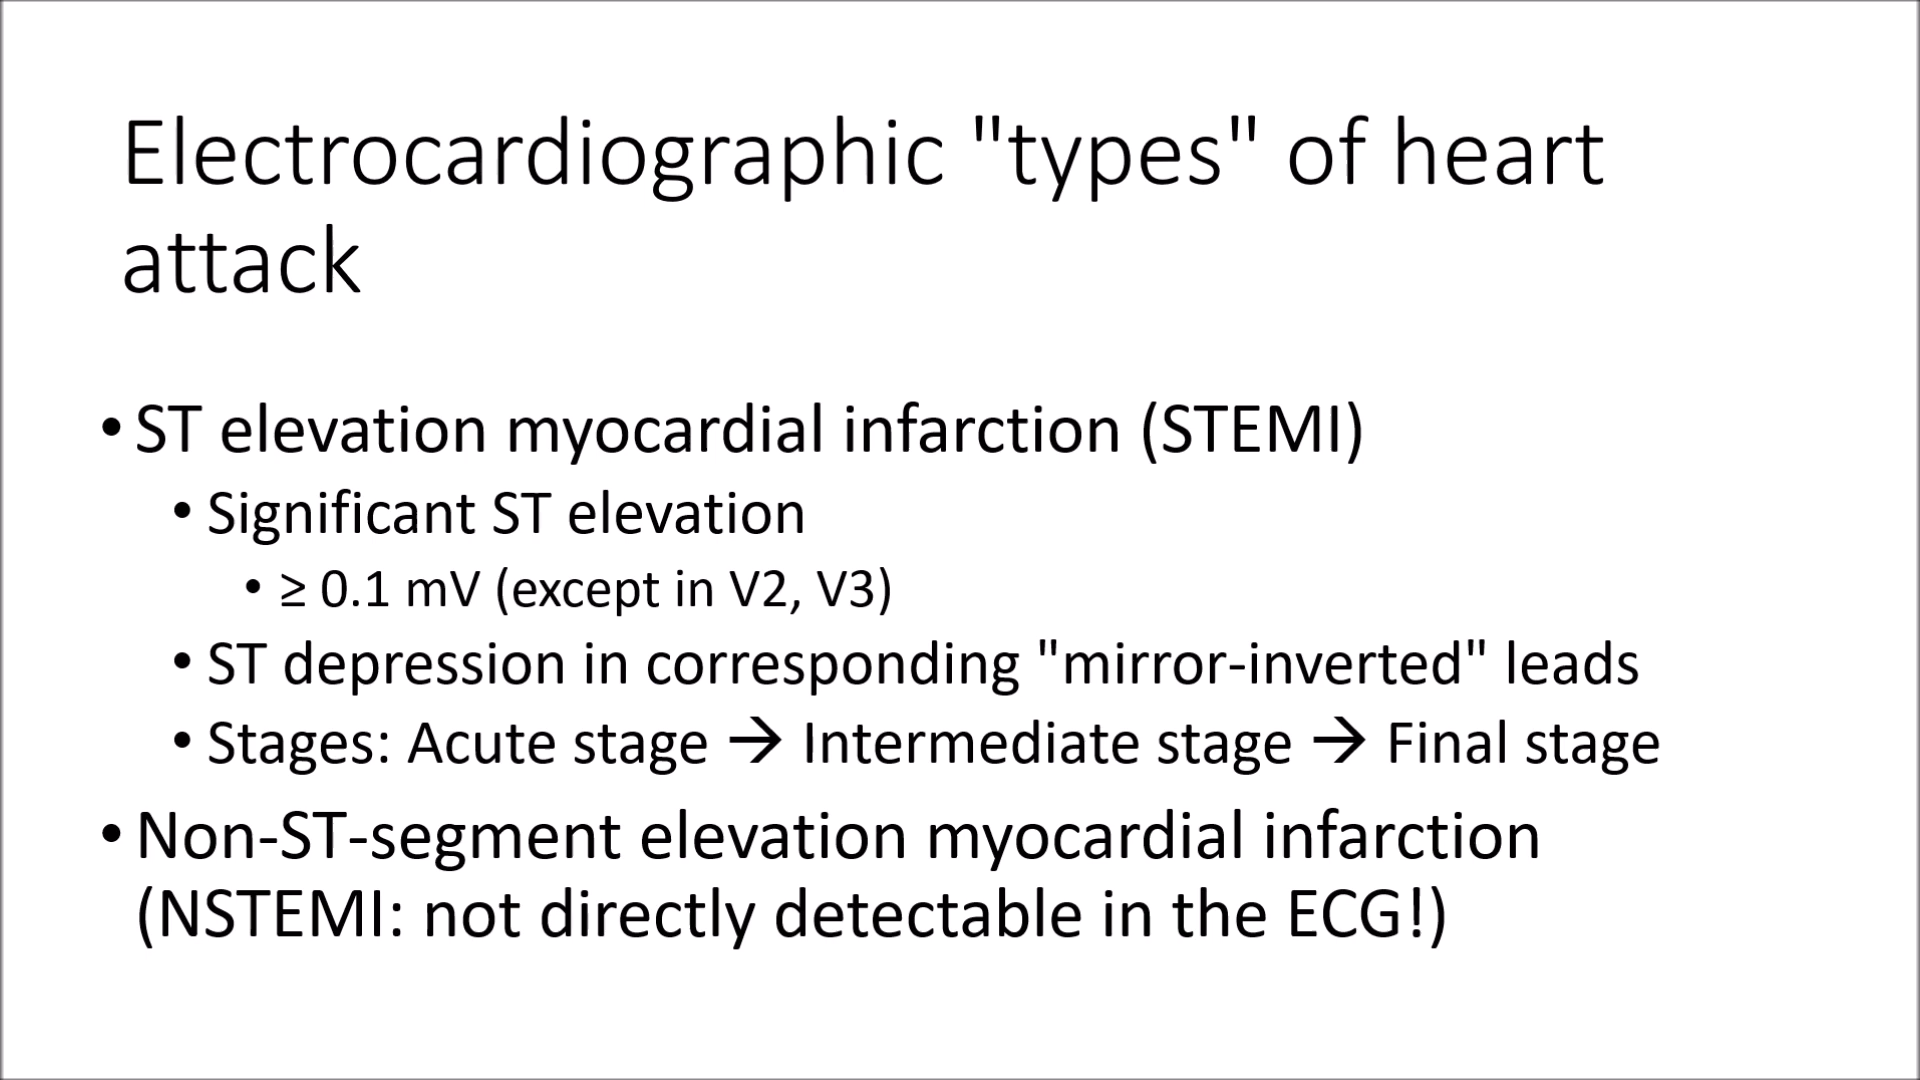 Electrocardiographic "types" of heart
attack
• ST elevation myocardial infarction (STEMI)
• Significant ST elevation
• ≥ 0.1 mV (except in V2, V3)
• ST depression in corresponding "mirror-inverted" leads
• Stages: Acute stage → Intermediate stage → Final stage
• Non-ST-segment elevation myocardial infarction
(NSTEMI: not directly detectable in the ECG!)